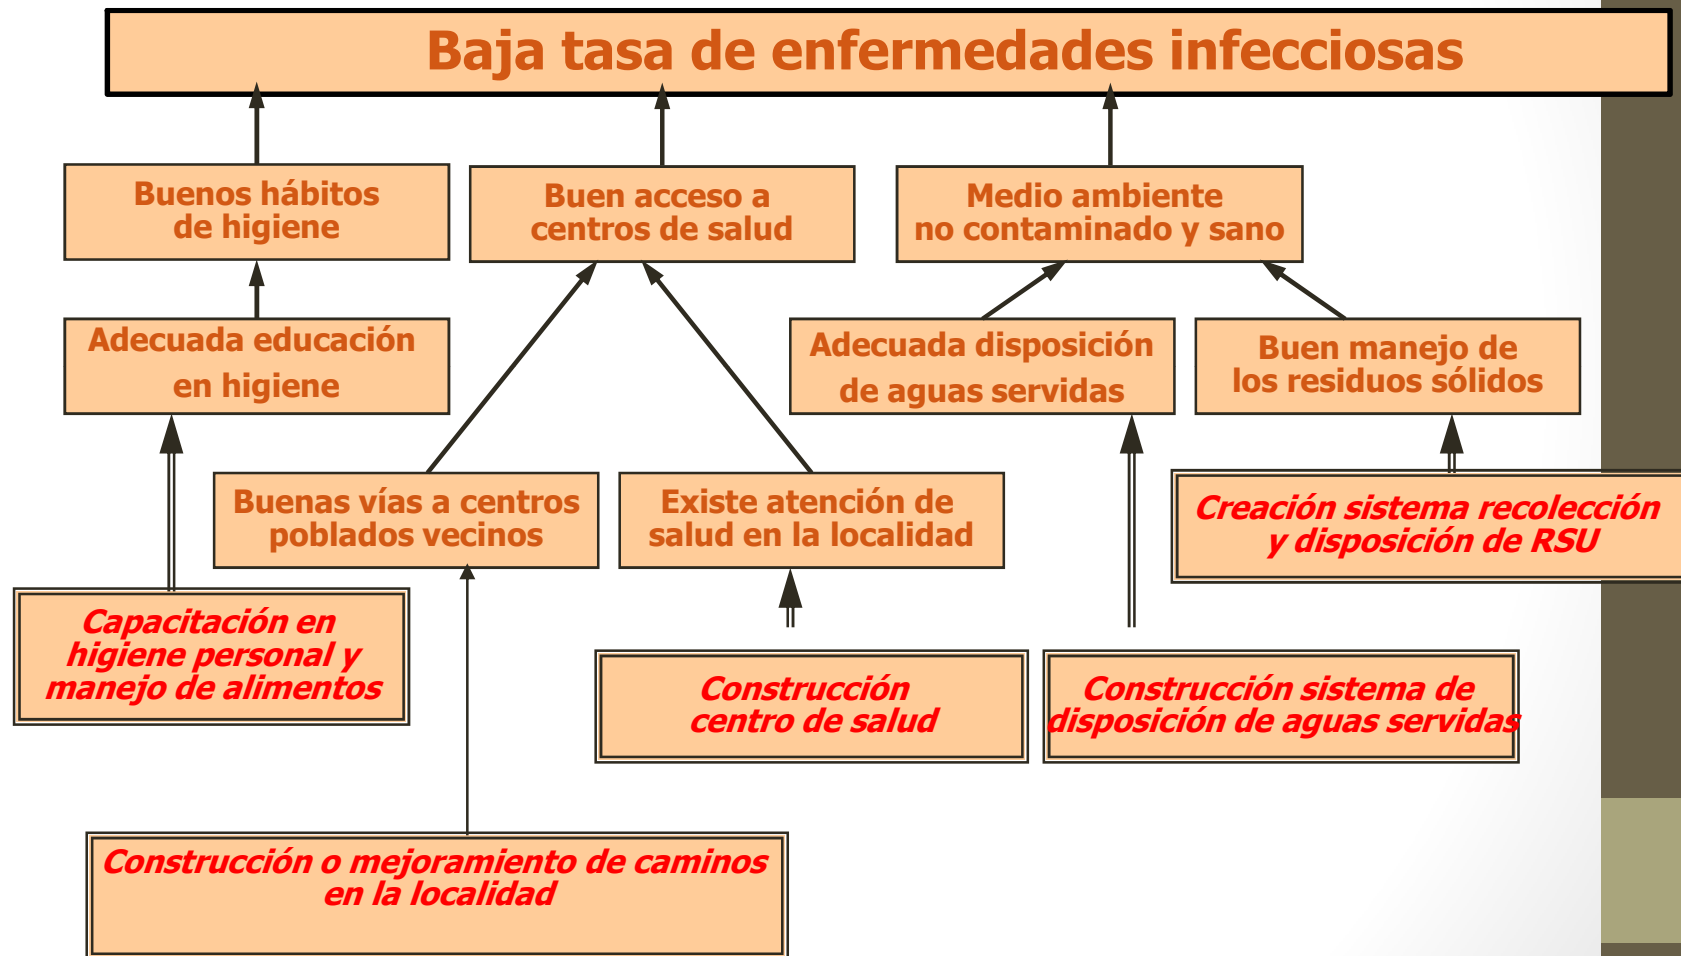 Baja tasa de enfermedades infecciosas
Buenos hábitos
de higiene
Buen acceso a
centros de salud
Medio ambiente
no contaminado y sano
Adecuada educación
en higiene
Adecuada disposición
de aguas servidas
Buen manejo de
los residuos sólidos
Buenas vías a centros
poblados vecinos
Existe atención de
salud en la localidad
Creación sistema recolección
y disposición de RSU
Capacitación en
higiene personal y
manejo de alimentos
Construcción
centro de salud
Construcción sistema de
disposición de aguas servidas
Construcción o mejoramiento de caminos
en la localidad